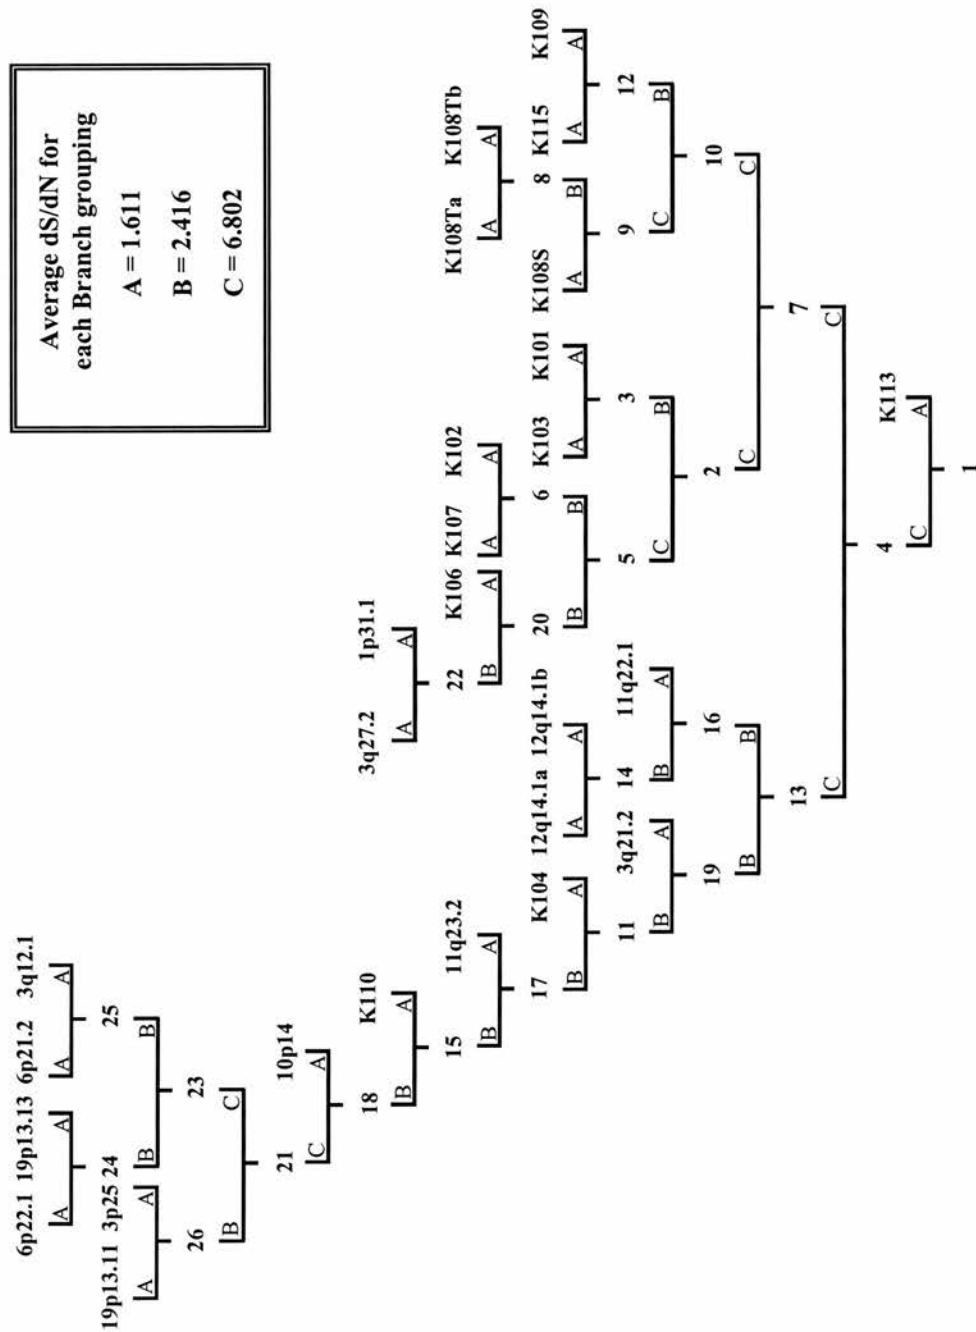 Average dS/dN for
each Branch grouping
A = 1.611
B = 2.416
C = 6.802
6p22.1 19p13.13 6p21.2 3q12.1
A A A A
19p13.11 3p25 24 25
A A B B
26 23
B C
21 10p14
C A
18 K110 3q27.2 1p31.1
B A A A
15 11q23.2 22 K106 K107 K102 K108Ta K108Tb
B A B A A A A A
17 K104 12q14.1a 12q14.1b 20 6 K103 K101 K108S 8 K115 K109
B A A A B B A A A B A A
11 3q21.2 14 11q22.1 5 3 9 12
B A B A C B C B
19 16 2 10
B B C C
13 7
C C
4 K113
C A
1